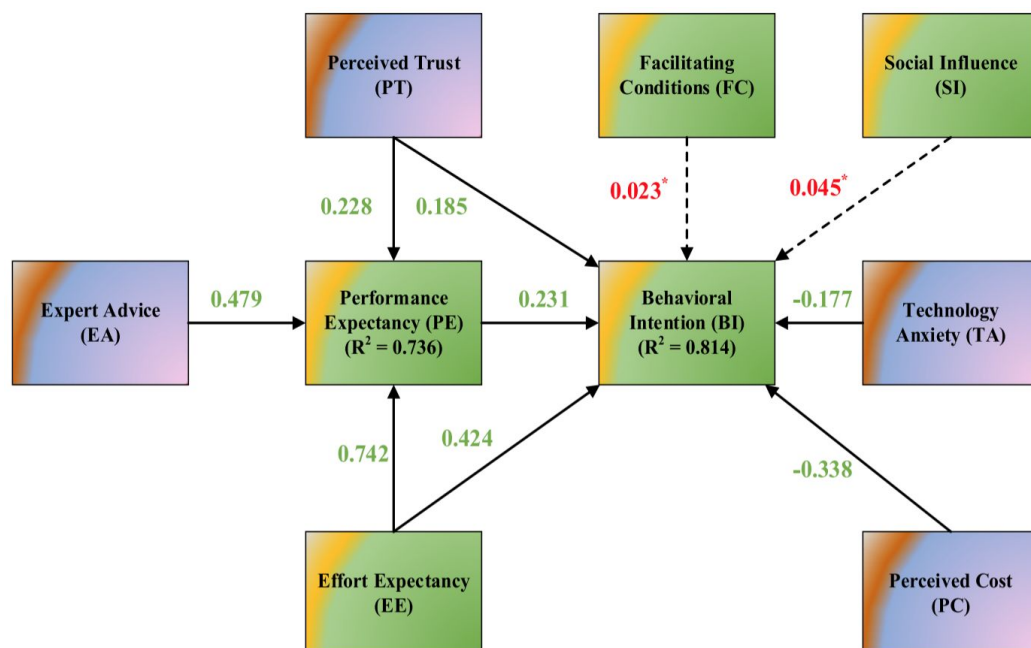 Perceived Trust
(PT)
Facilitating
Conditions (FC)
Social Influence
(SI)
0.023*
0.045*
0.228
0.185
Expert Advice
(EA)
0.479
Performance
Expectancy (PE)
(R² = 0.736)
0.231
Behavioral
Intention (BI)
(R² = 0.814)
-0.177
Technology
Anxiety (TA)
0.742
0.424
-0.338
Effort Expectancy
(EE)
Perceived Cost
(PC)